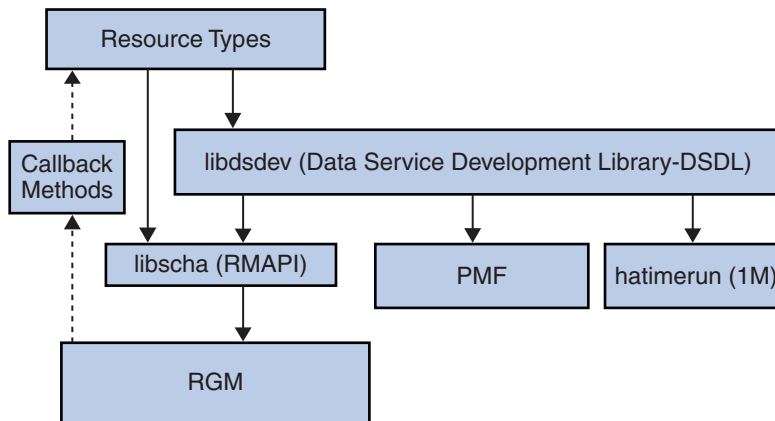 Resource Types
Callback
Methods
libdsdev (Data Service Development Library-DSDL)
libscha (RMAPI)
PMF
hatimerun (1M)
RGM